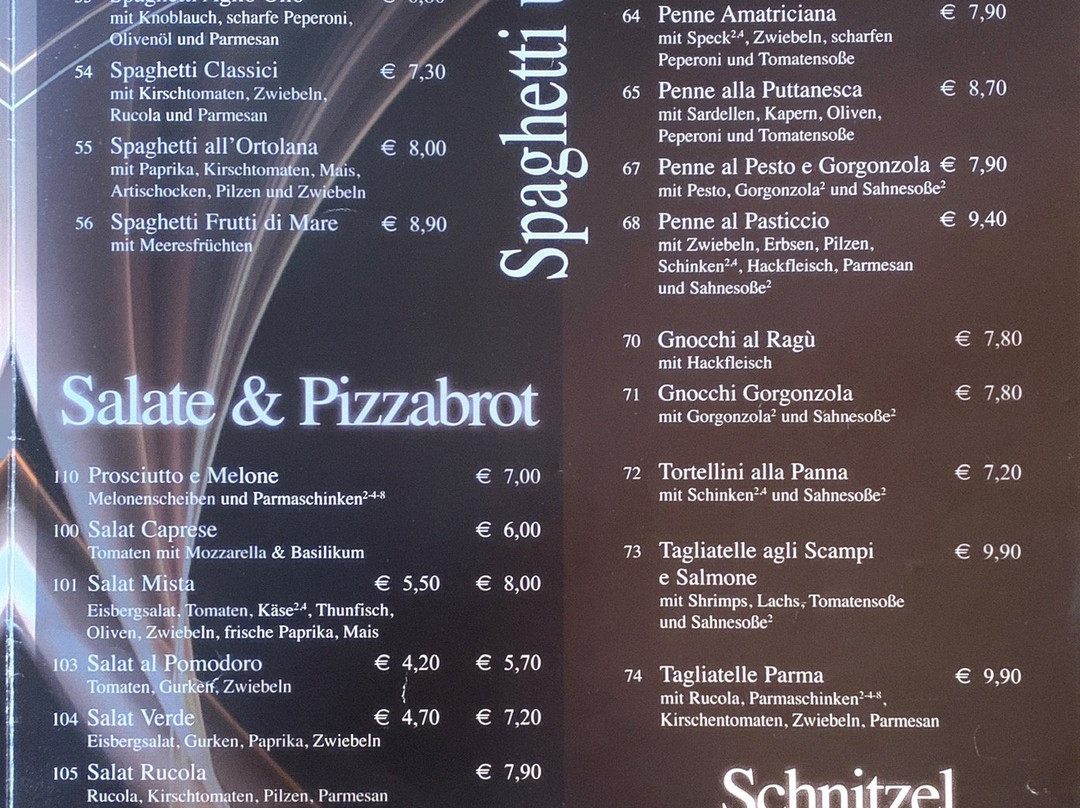 mit Knoblauch, scharfe Peperoni,
Olivenöl und Parmesan
54 Spaghetti Classici € 7,30
mit Kirschtomaten, Zwiebeln,
Rucola und Parmesan
55 Spaghetti all'Ortolana € 8,00
mit Paprika, Kirschtomaten, Mais,
Artischocken, Pilzen und Zwiebeln
56 Spaghetti Frutti di Mare € 8,90
mit Meeresfrüchten
Spaghetti
Salate & Pizzabrot
110 Prosciutto e Melone € 7,00
Melonenscheiben und Parmaschinken²⁻⁴⁻⁸
100 Salat Caprese € 6,00
Tomaten mit Mozzarella & Basilikum
101 Salat Mista € 5,50 € 8,00
Eisbergsalat, Tomaten, Käse²,⁴, Thunfisch,
Oliven, Zwiebeln, frische Paprika, Mais
103 Salat al Pomodoro € 4,20 € 5,70
Tomaten, Gurken, Zwiebeln
104 Salat Verde € 4,70 € 7,20
Eisbergsalat, Gurken, Paprika, Zwiebeln
105 Salat Rucola € 7,90
Rucola, Kirschtomaten, Pilzen, Parmesan
64 Penne Amatriciana € 7,90
mit Speck²,⁴, Zwiebeln, scharfen
Peperoni und Tomatensoße
65 Penne alla Puttanesca € 8,70
mit Sardellen, Kapern, Oliven,
Peperoni und Tomatensoße
67 Penne al Pesto e Gorgonzola € 7,90
mit Pesto, Gorgonzola² und Sahnesoße²
68 Penne al Pasticcio € 9,40
mit Zwiebeln, Erbsen, Pilzen,
Schinken²,⁴, Hackfleisch, Parmesan
und Sahnesoße²
70 Gnocchi al Ragù € 7,80
mit Hackfleisch
71 Gnocchi Gorgonzola € 7,80
mit Gorgonzola² und Sahnesoße²
72 Tortellini alla Panna € 7,20
mit Schinken²,⁴ und Sahnesoße²
73 Tagliatelle agli Scampi € 9,90
e Salmone
mit Shrimps, Lachs, Tomatensoße
und Sahnesoße²
74 Tagliatelle Parma € 9,90
mit Rucola, Parmaschinken²⁻⁴⁻⁸,
Kirschentomaten, Zwiebeln, Parmesan
Schnitzel